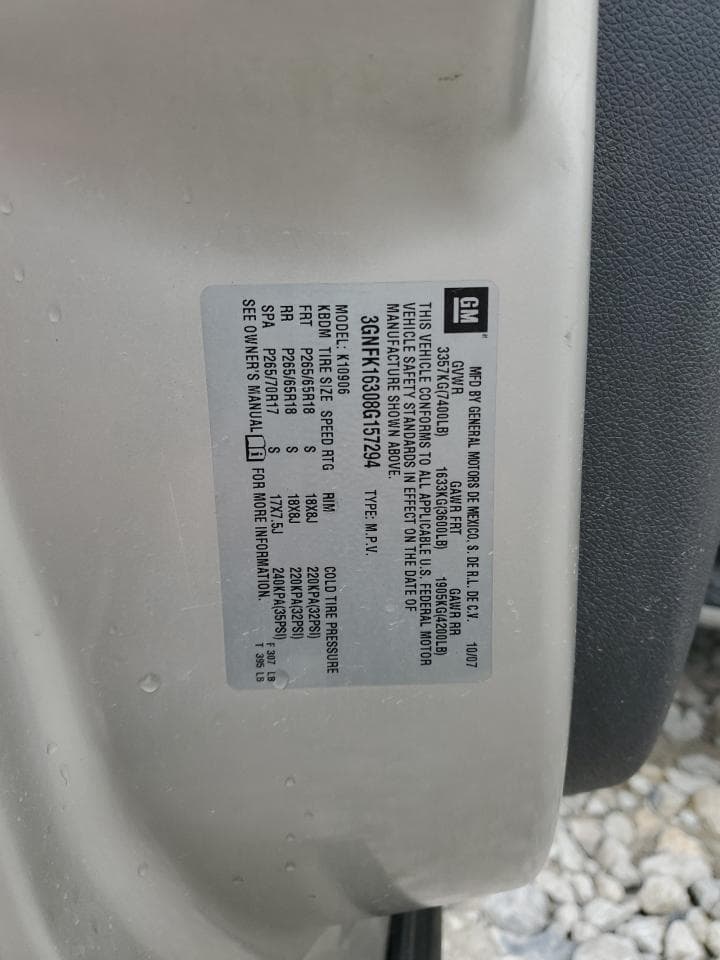 GM
MFD BY GENERAL MOTORS DE MEXICO, S. DE R.L. DE C.V. 10/07
GVWR GAWR FRT GAWR RR
3357KG(7400LB) 1633KG(3600LB) 1905KG(4200LB)
THIS VEHICLE CONFORMS TO ALL APPLICABLE U.S. FEDERAL MOTOR
VEHICLE SAFETY STANDARDS IN EFFECT ON THE DATE OF
MANUFACTURE SHOWN ABOVE.
3GNFK16308G157294 TYPE: M.P.V.
MODEL: K10906
KBDM TIRE SIZE SPEED RTG RIM COLD TIRE PRESSURE
FRT P265/65R18 S 18X8J 220KPA(32PSI)
RR P265/65R18 S 18X8J 220KPA(32PSI)
SPA P265/70R17 S 17X7.5J 240KPA(35PSI)
SEE OWNER'S MANUAL i FOR MORE INFORMATION.
F 307 LB
T 395 LB